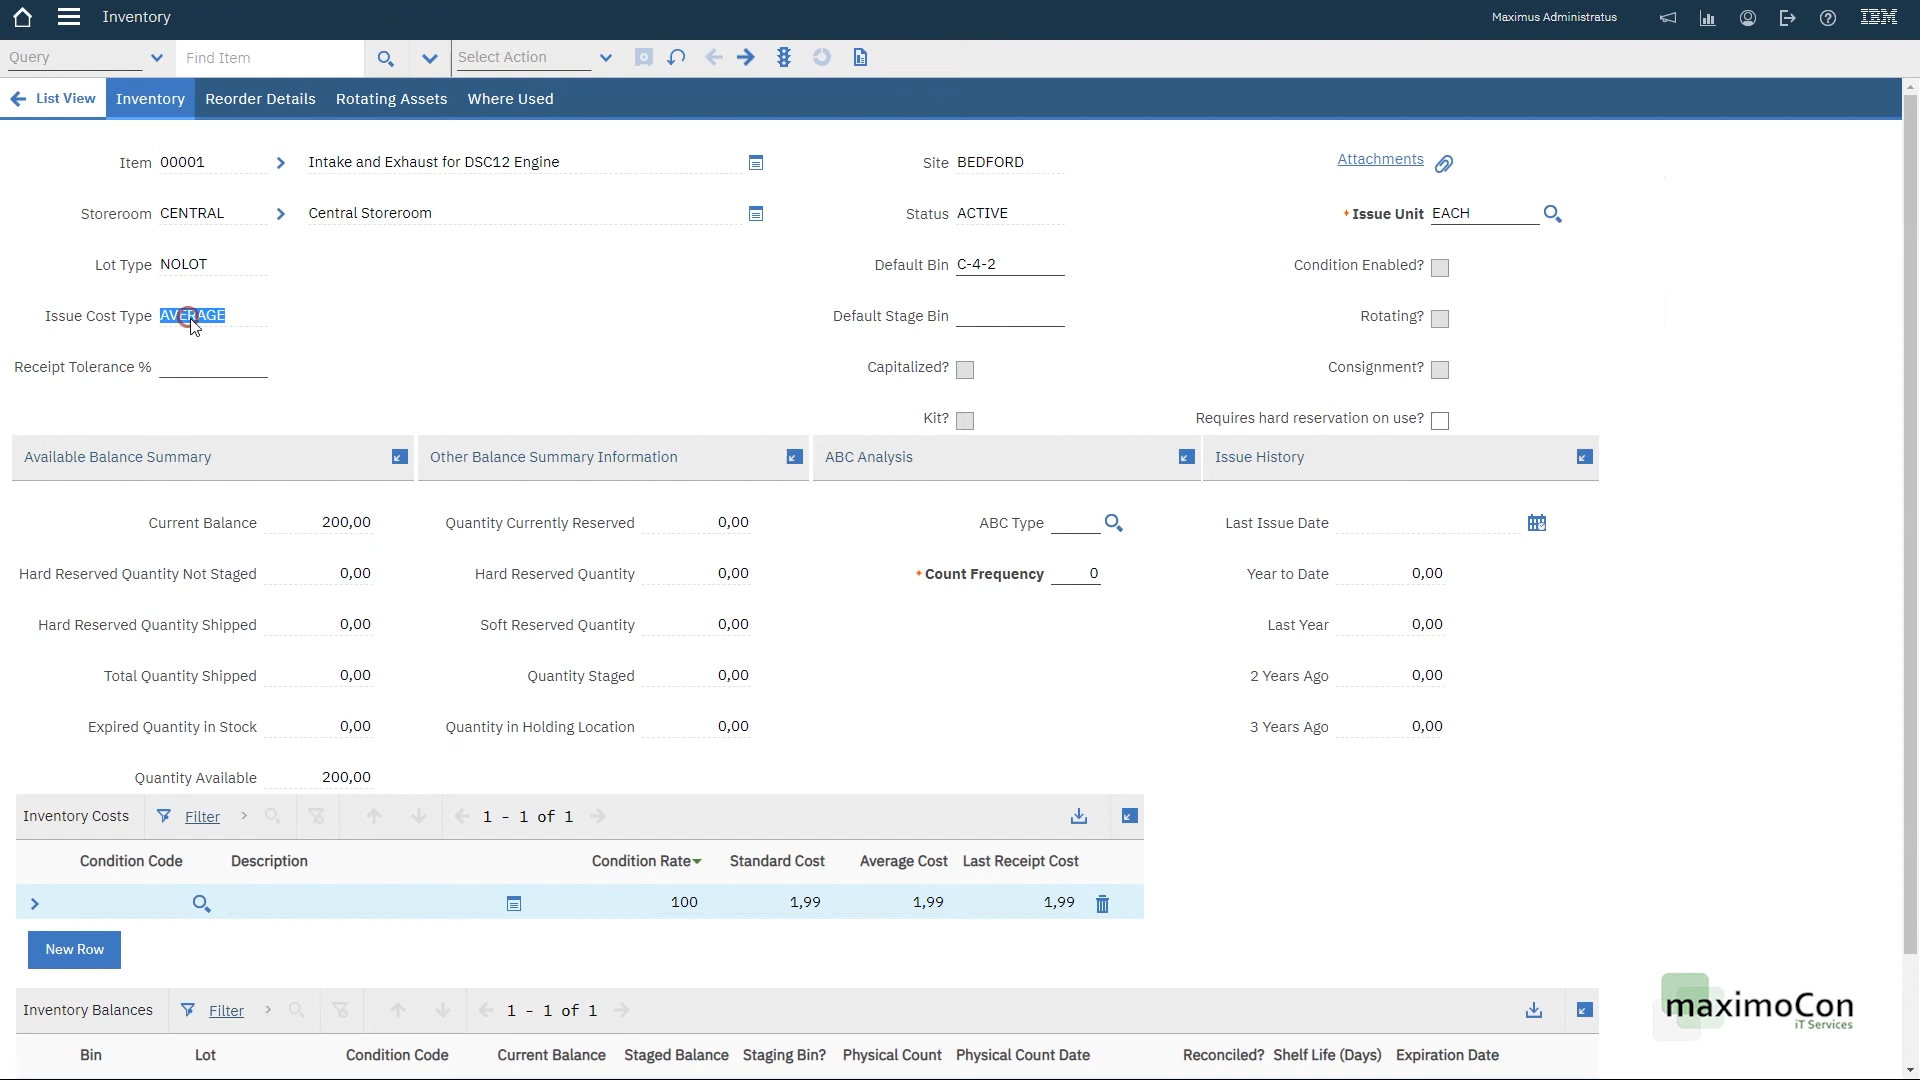 Inventory
Maximus Administratus
IBM
Query
Find Item
Select Action
List View
Inventory
Reorder Details
Rotating Assets
Where Used
Item 00001
Intake and Exhaust for DSC12 Engine
Site BEDFORD
Attachments
Storeroom CENTRAL
Central Storeroom
Status ACTIVE
* Issue Unit EACH
Lot Type NOLOT
Default Bin C-4-2
Condition Enabled?
Issue Cost Type AVERAGE
Default Stage Bin
Rotating?
Receipt Tolerance %
Capitalized?
Consignment?
Kit?
Requires hard reservation on use?
Available Balance Summary
Other Balance Summary Information
ABC Analysis
Issue History
Current Balance 200,00
Quantity Currently Reserved 0,00
ABC Type
Last Issue Date
Hard Reserved Quantity Not Staged 0,00
Hard Reserved Quantity 0,00
* Count Frequency 0
Year to Date 0,00
Hard Reserved Quantity Shipped 0,00
Soft Reserved Quantity 0,00
Last Year 0,00
Total Quantity Shipped 0,00
Quantity Staged 0,00
2 Years Ago 0,00
Expired Quantity in Stock 0,00
Quantity in Holding Location 0,00
3 Years Ago 0,00
Quantity Available 200,00
Inventory Costs
Filter
1 - 1 of 1
Condition Code Description Condition Rate Standard Cost Average Cost Last Receipt Cost
100 1,99 1,99 1,99
New Row
Inventory Balances
Filter
1 - 1 of 1
Bin Lot Condition Code Current Balance Staged Balance Staging Bin? Physical Count Physical Count Date Reconciled? Shelf Life (Days) Expiration Date
maximoCon
iT Services